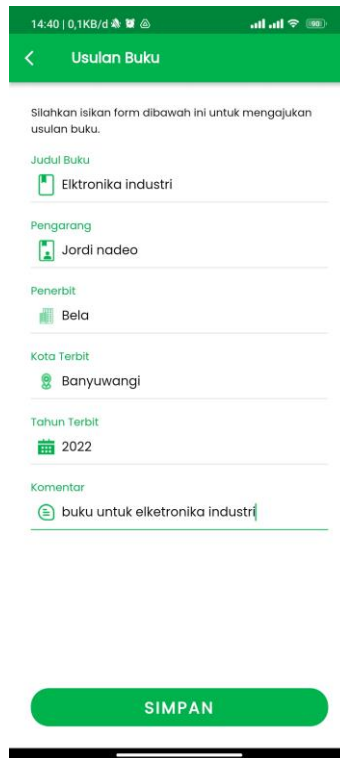 14:40 | 0,1KB/d
90
Usulan Buku
Silahkan isikan form dibawah ini untuk mengajukan
usulan buku.
Judul Buku
Elktronika industri
Pengarang
Jordi nadeo
Penerbit
Bela
Kota Terbit
Banyuwangi
Tahun Terbit
2022
Komentar
buku untuk elketronika industri
SIMPAN